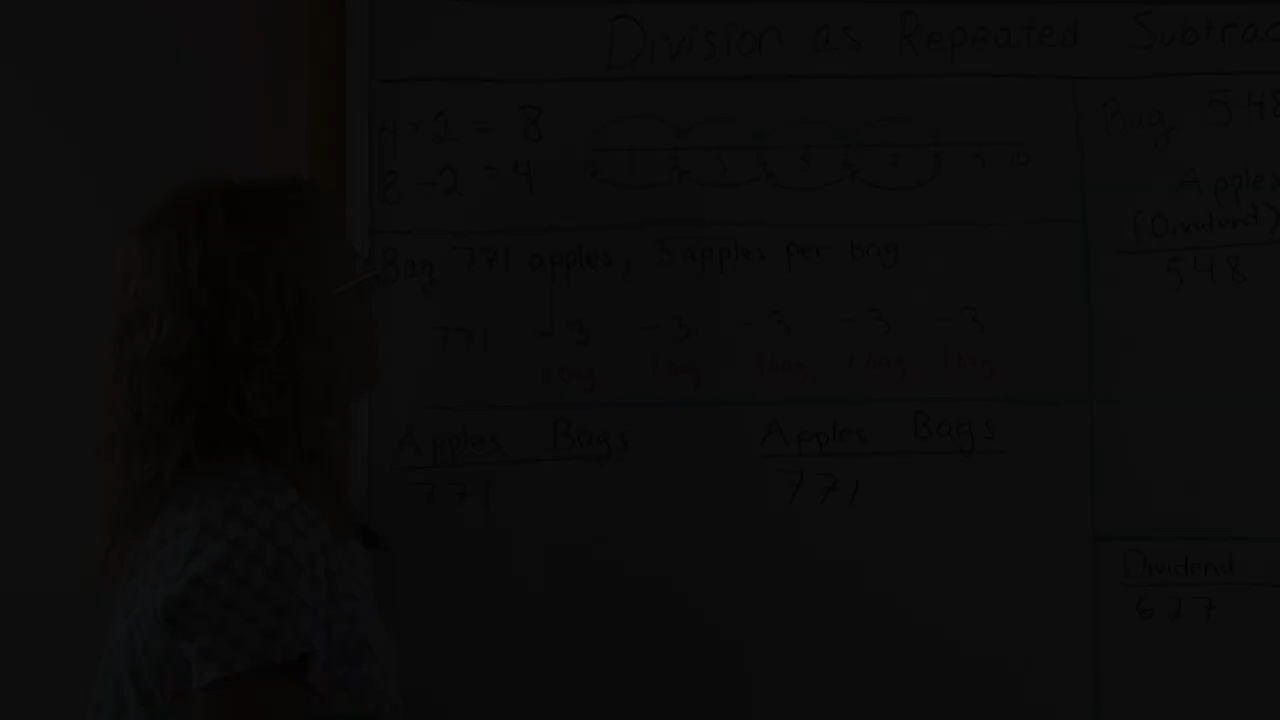 Division as Repeated Subtrac
4 × 2 = 8
8 - 2 = 4
Bag 771 apples, 3 apples per bag
771 - 3 - 3 - 3 - 3 - 3
1 bag 1 bag 1 bag 1 bag 1 bag
Apples Bags
771
Apples Bags
771
Bag 548
Apples
(Dividend)
548
Dividend
627